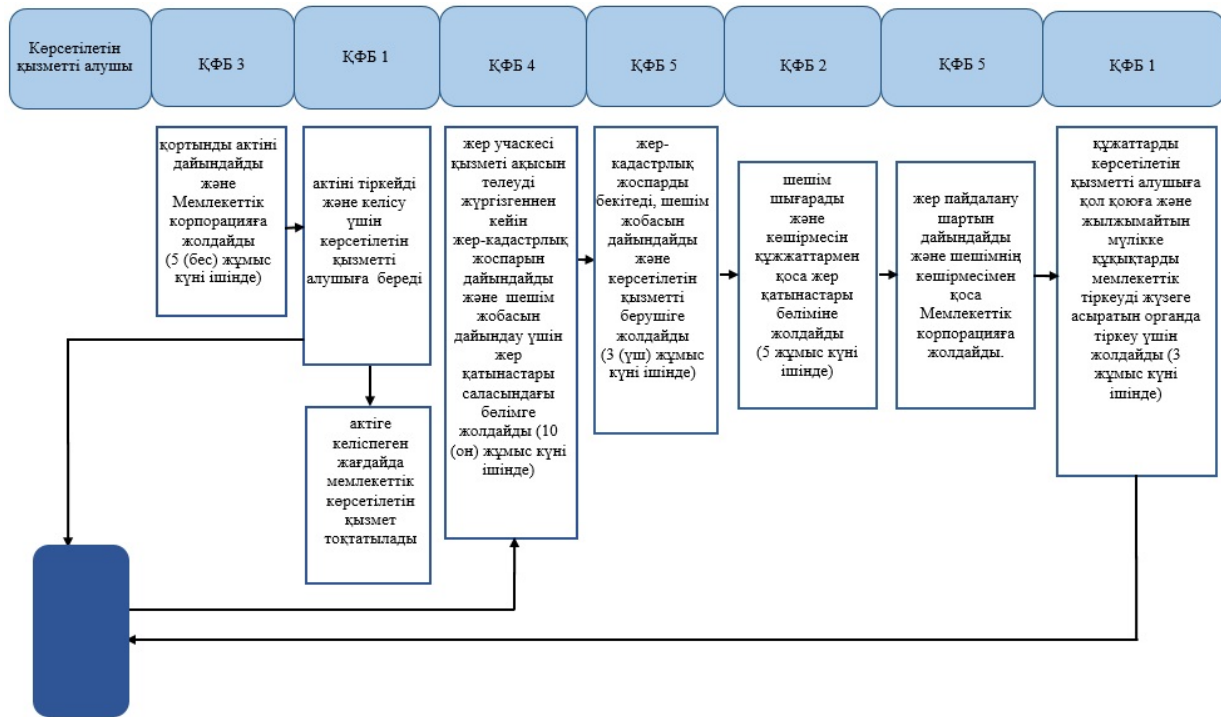 Көрсетілетін
қызметті алушы
ҚФБ 3
ҚФБ 1
ҚФБ 4
ҚФБ 5
ҚФБ 2
ҚФБ 5
ҚФБ 1
қортынды актіні
дайындайды
және
Мемлекеттік
корпорацияға
жолдайды
(5 (бес) жұмыс
күні ішінде)
актіні тіркейді
және келісу
үшін
көрсетілетін
қызметті
алушыға береді
актіге
келіспеген
жағдайда
мемлекеттік
көрсетілетін
қызмет
тоқтатылады
жер учаскесі
қызметі ақысын
төлеуді
жүргізгеннен
кейін
жер-кадастрлық
жоспарын
дайындайды
және шешім
жобасын
дайындау үшін
жер
қатынастары
саласындағы
бөлімге
жолдайды (10
(он) жұмыс күні
ішінде)
жер-
кадастрлық
жоспарды
бекітеді, шешім
жобасын
дайындайды
және
көрсетілетін
қызметті
берушіге
жолдайды
(3 (үш) жұмыс
күні ішінде)
шешім
шығарады
және
көшірмесін
құжжаттармен
қоса жер
қатынастары
бөліміне
жолдайды
(5 жұмыс күні
ішінде)
жер пайдалану
шартын
дайындайды
және шешімнің
көшірмесімен
қоса
Мемлекеттік
корпорацияға
жолдайды.
құжаттарды
көрсетілетін
қызметті алушыға
қол қоюға және
жылжымайтын
мүлікке
құқықтарды
мемлекеттік
тіркеуді жүзеге
асыратын органда
тіркеу үшін
жолдайды (3
жұмыс күні
ішінде)